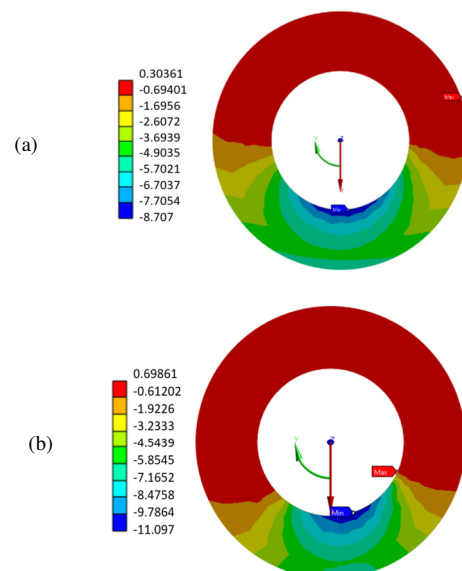 (a)
0.30361
-0.69401
-1.6956
-2.6072
-3.6939
-4.9035
-5.7021
-6.7037
-7.7054
-8.707
Max
Y
Z
X
Min
(b)
0.69861
-0.61202
-1.9226
-3.2333
-4.5439
-5.8545
-7.1652
-8.4758
-9.7864
-11.097
Y
Z
Max
Min